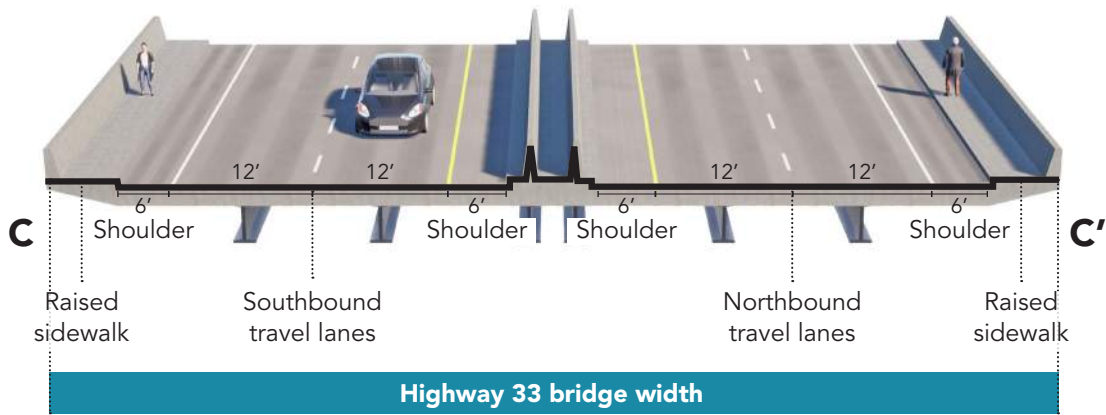 12’ 12’ 12’ 12’
6’ 6’ 6’ 6’
C Shoulder Shoulder Shoulder Shoulder C’
Raised
sidewalk
Southbound
travel lanes
Northbound
travel lanes
Raised
sidewalk
Highway 33 bridge width